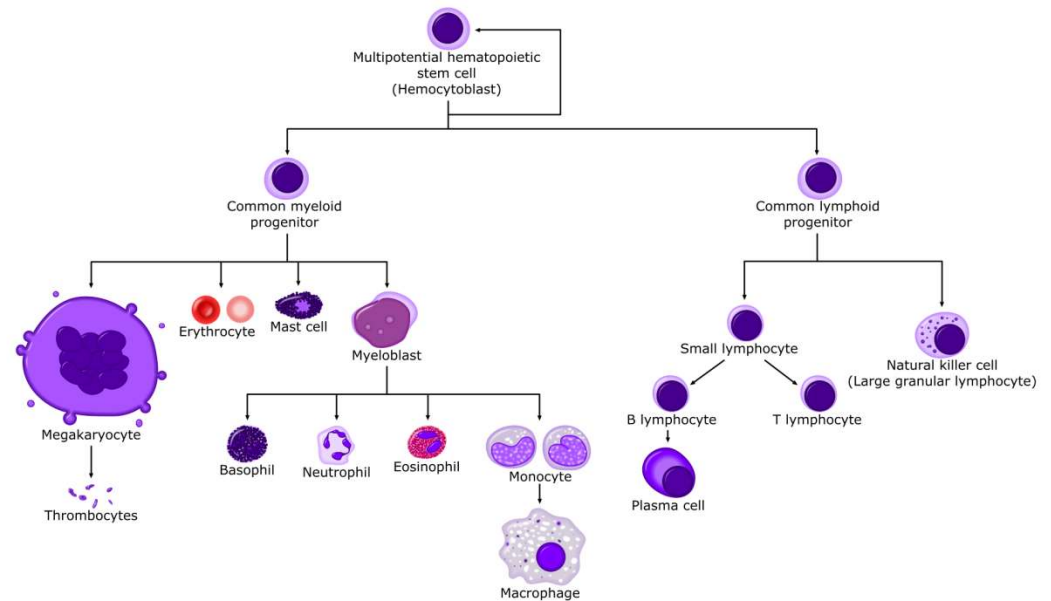 Multipotential hematopoietic
stem cell
(Hemocytoblast)
Common myeloid
progenitor
Common lymphoid
progenitor
Erythrocyte
Mast cell
Myeloblast
Small lymphocyte
Natural killer cell
(Large granular lymphocyte)
Megakaryocyte
B lymphocyte
T lymphocyte
Basophil
Neutrophil
Eosinophil
Monocyte
Thrombocytes
Plasma cell
Macrophage